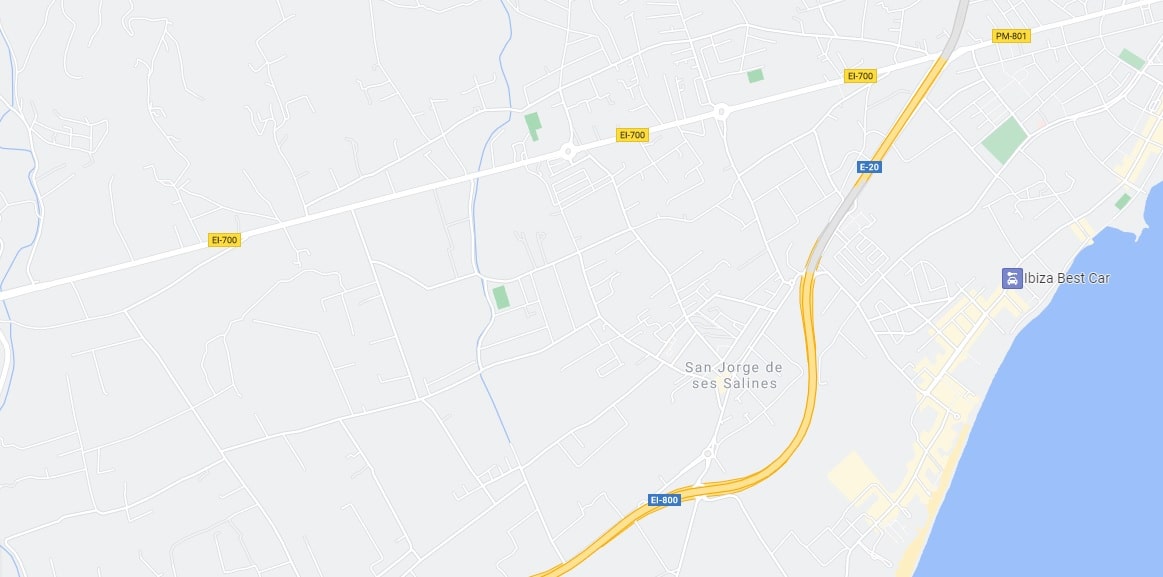 PM-801
EI-700
EI-700
E-20
EI-700
Ibiza Best Car
San Jorge de
ses Salines
EI-800